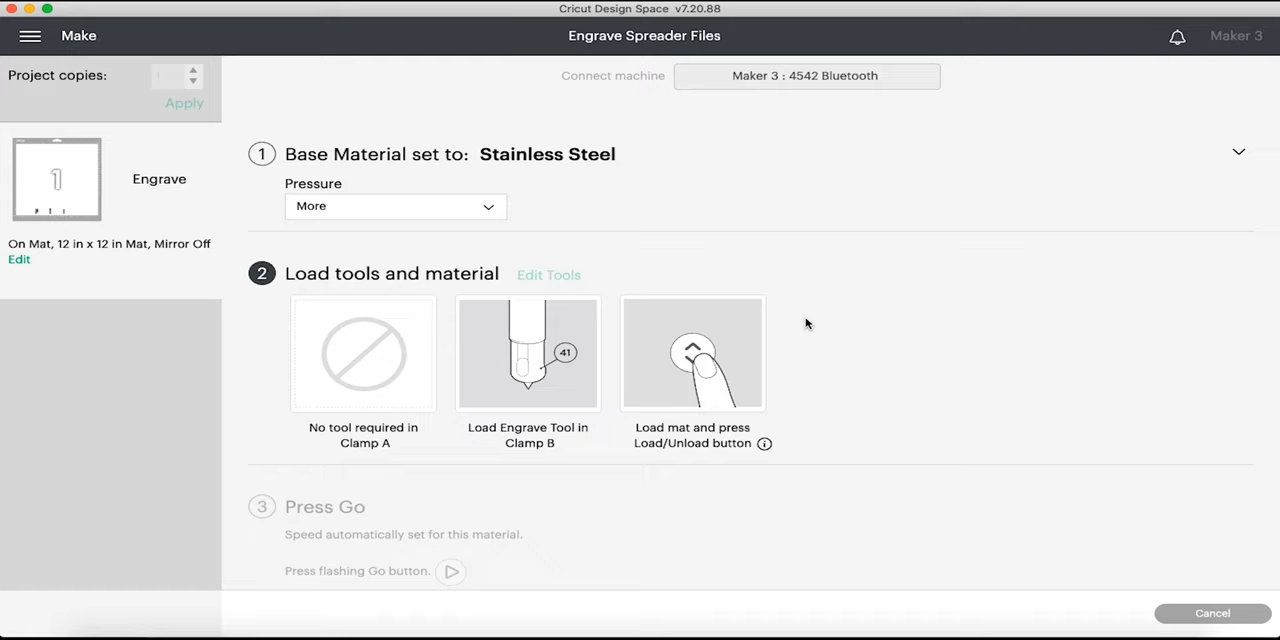 Cricut Design Space v7.20.88
Make
Engrave Spreader Files
Maker 3
Project copies:
1
Apply
Connect machine
Maker 3 : 4542 Bluetooth
1
Engrave
On Mat, 12 in x 12 in Mat, Mirror Off
Edit
1 Base Material set to: Stainless Steel
Pressure
More
2 Load tools and material Edit Tools
41
No tool required in
Clamp A
Load Engrave Tool in
Clamp B
Load mat and press
Load/Unload button
3 Press Go
Speed automatically set for this material.
Press flashing Go button.
Cancel